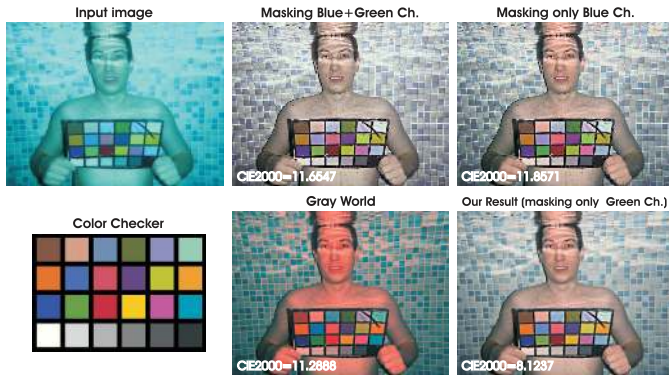 Input image
Masking Blue+Green Ch.
Masking only Blue Ch.
CIE2000=11.6547
CIE2000=11.8571
Color Checker
Gray World
Our Result (masking only Green Ch.)
CIE2000=11.2888
CIE2000=8.1237